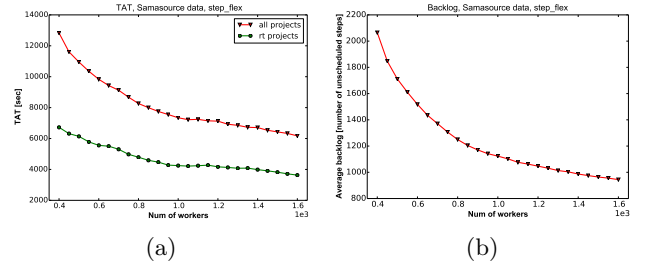 TAT, Samasource data, step_flex
14000
12000
10000
8000
6000
4000
2000
TAT [sec]
all projects
rt projects
0.4 0.6 0.8 1.0 1.2 1.4 1.6
1e3
Num of workers
(a)
Backlog, Samasource data, step_flex
2200
2000
1800
1600
1400
1200
1000
800
Average backlog [number of unscheduled steps]
0.4 0.6 0.8 1.0 1.2 1.4 1.6
1e3
Num of workers
(b)